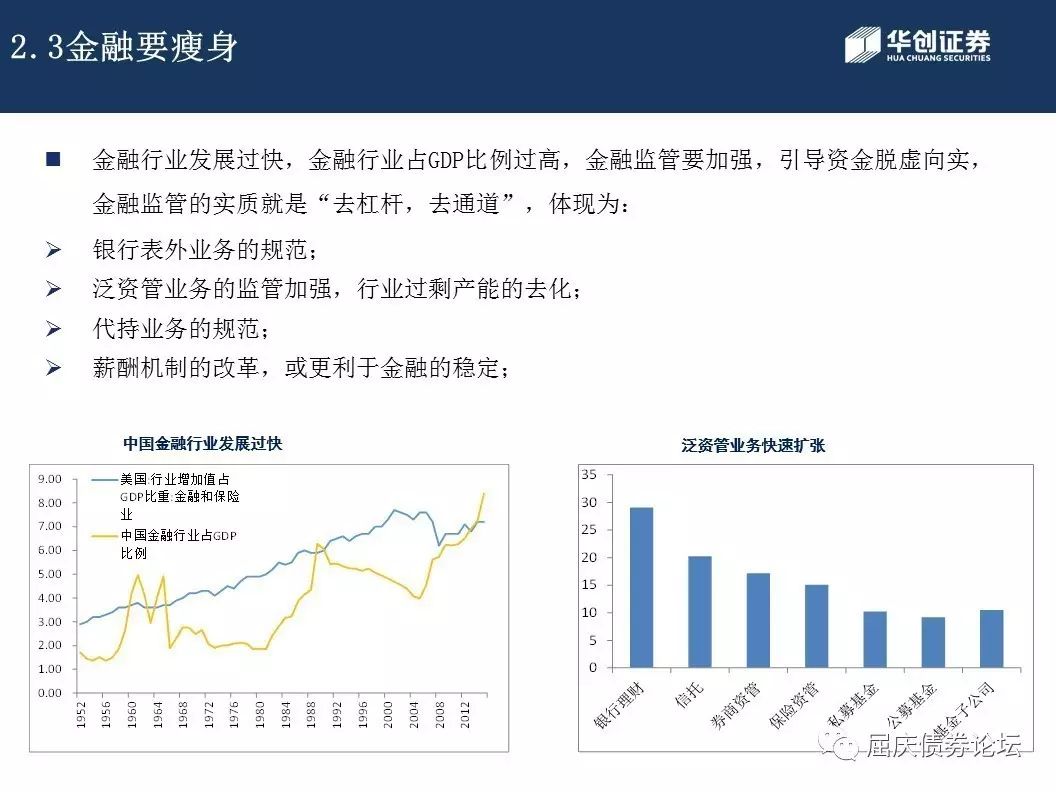 2.3金融要瘦身
华创证券
HUA CHUANG SECURITIES
金融行业发展过快，金融行业占GDP比例过高，金融监管要加强，引导资金脱虚向实，
金融监管的实质就是“去杠杆，去通道”，体现为：
银行表外业务的规范；
泛资管业务的监管加强，行业过剩产能的去化；
代持业务的规范；
薪酬机制的改革，或更利于金融的稳定；
中国金融行业发展过快
9.00
8.00
7.00
6.00
5.00
4.00
3.00
2.00
1.00
0.00
美国:行业增加值占
GDP比重:金融和保险
业
中国金融行业占GDP
比例
1952
1956
1960
1964
1968
1972
1976
1980
1984
1988
1992
1996
2000
2004
2008
2012
泛资管业务快速扩张
35
30
25
20
15
10
5
0
银行理财
信托
券商资管
保险资管
私募基金
公募基金
基金子公司
屈庆债券论坛